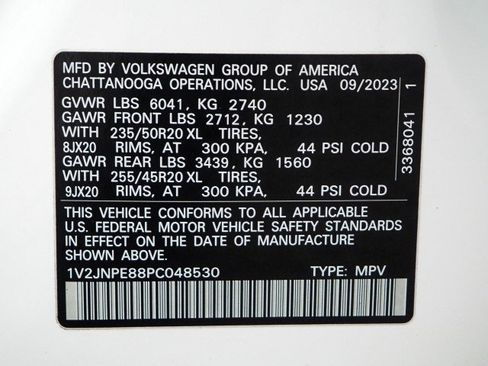 MFD BY VOLKSWAGEN GROUP OF AMERICA
CHATTANOOGA OPERATIONS, LLC. USA 09/2023
GVWR LBS 6041, KG 2740
GAWR FRONT LBS 2712, KG 1230
WITH 235/50R20 XL TIRES,
8JX20 RIMS, AT 300 KPA, 44 PSI COLD
GAWR REAR LBS 3439, KG 1560
WITH 255/45R20 XL TIRES,
9JX20 RIMS, AT 300 KPA, 44 PSI COLD
THIS VEHICLE CONFORMS TO ALL APPLICABLE
U.S. FEDERAL MOTOR VEHICLE SAFETY STANDARDS
IN EFFECT ON THE DATE OF MANUFACTURE
SHOWN ABOVE.
1V2JNPE88PC048530 TYPE: MPV
3368041 1